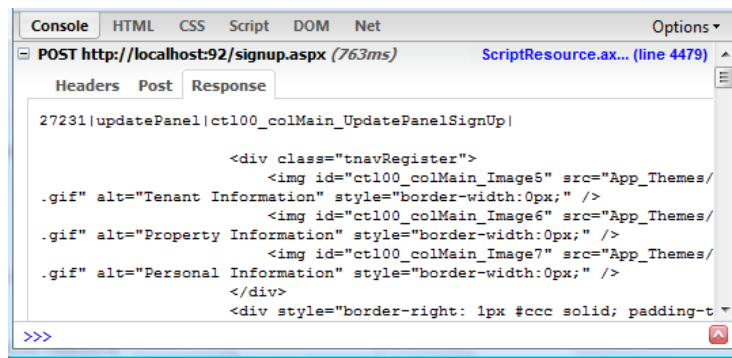 Console HTML CSS Script DOM Net Options
POST http://localhost:92/signup.aspx (763ms) ScriptResource.ax... (line 4479)
Headers Post Response
27231|updatePanel|ctl00_colMain_UpdatePanelSignUp|
<div class="tnavRegister">
<img id="ctl00_colMain_Image5" src="App_Themes/
.gif" alt="Tenant Information" style="border-width:0px;" />
<img id="ctl00_colMain_Image6" src="App_Themes/
.gif" alt="Property Information" style="border-width:0px;" />
<img id="ctl00_colMain_Image7" src="App_Themes/
.gif" alt="Personal Information" style="border-width:0px;" />
</div>
<div style="border-right: 1px #ccc solid; padding-t
>>>